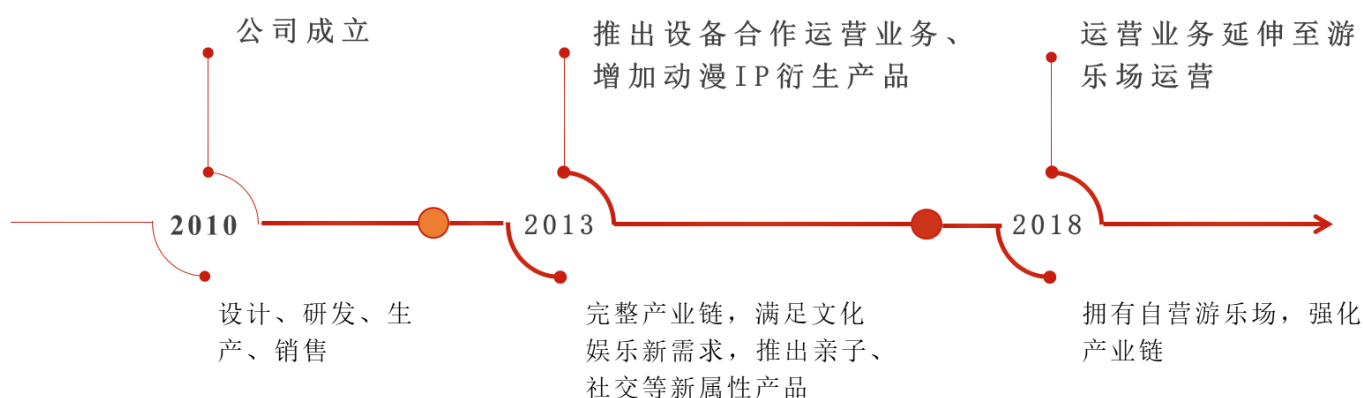 公司成立
推出设备合作运营业务、
增加动漫IP衍生产品
运营业务延伸至游
乐场运营
2010
2013
2018
设计、研发、生
产、销售
完整产业链，满足文化
娱乐新需求，推出亲子、
社交等新属性产品
拥有自营游乐场，强化
产业链